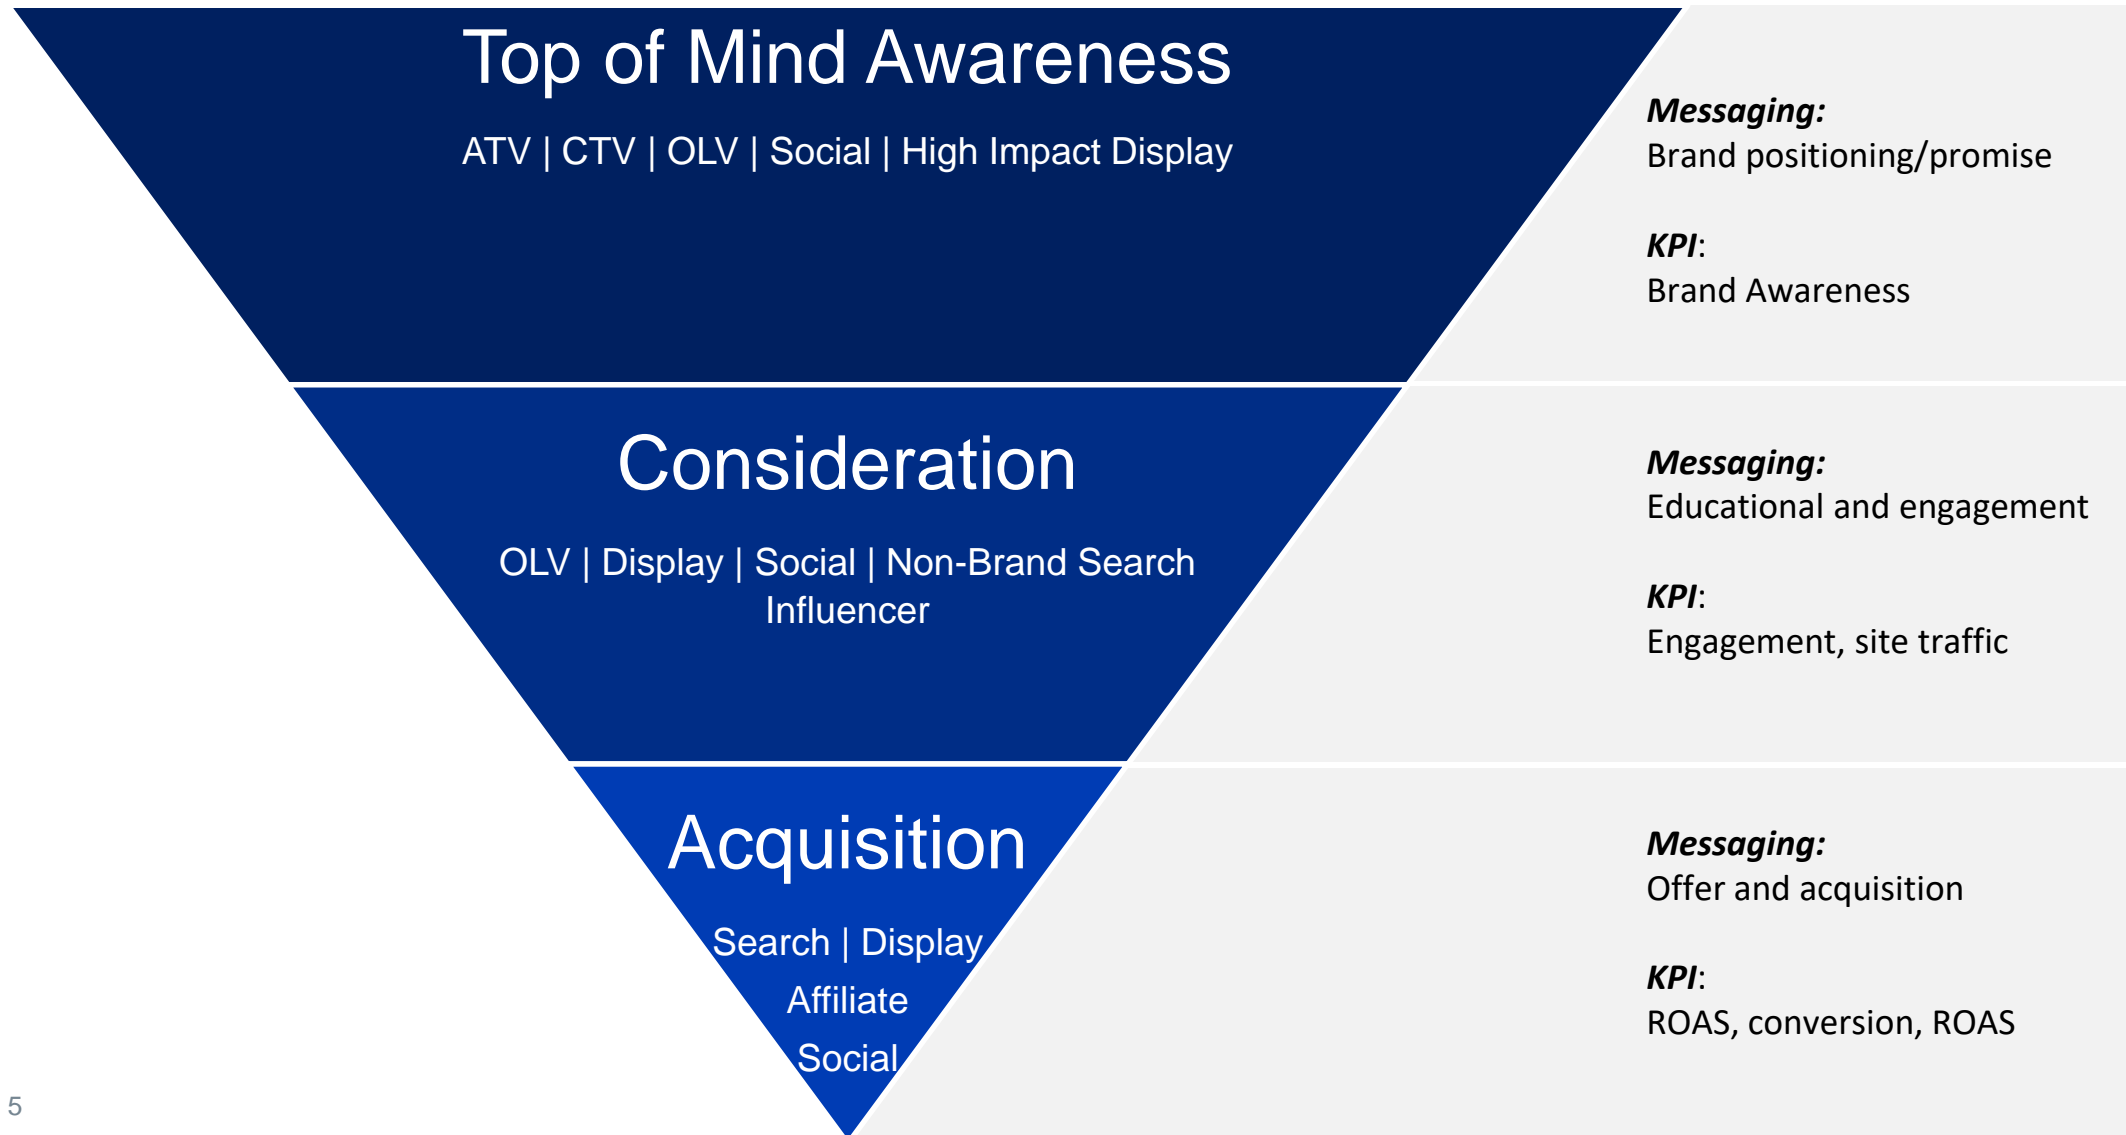 Top of Mind Awareness
ATV | CTV | OLV | Social | High Impact Display
Messaging:
Brand positioning/promise
KPI:
Brand Awareness
Consideration
OLV | Display | Social | Non-Brand Search
Influencer
Messaging:
Educational and engagement
KPI:
Engagement, site traffic
Acquisition
Search | Display
Affiliate
Social
Messaging:
Offer and acquisition
KPI:
ROAS, conversion, ROAS
5